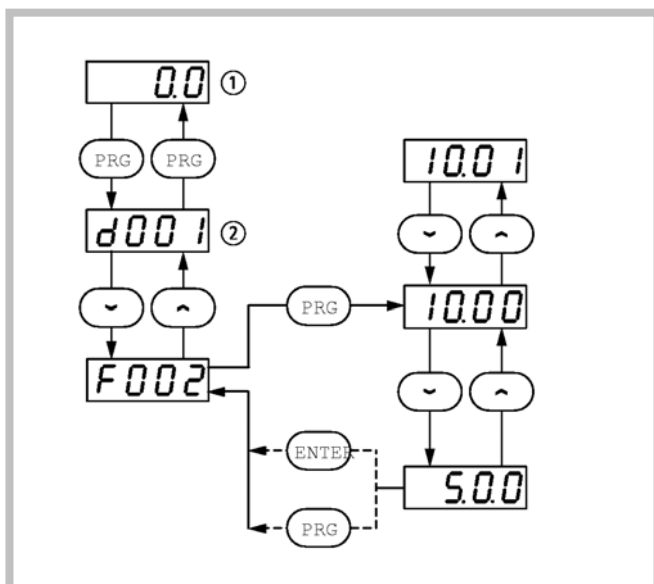 0.0 ①
PRG PRG
10.01
d001 ②
PRG
10.00
F002
ENTER
5.0.0
PRG